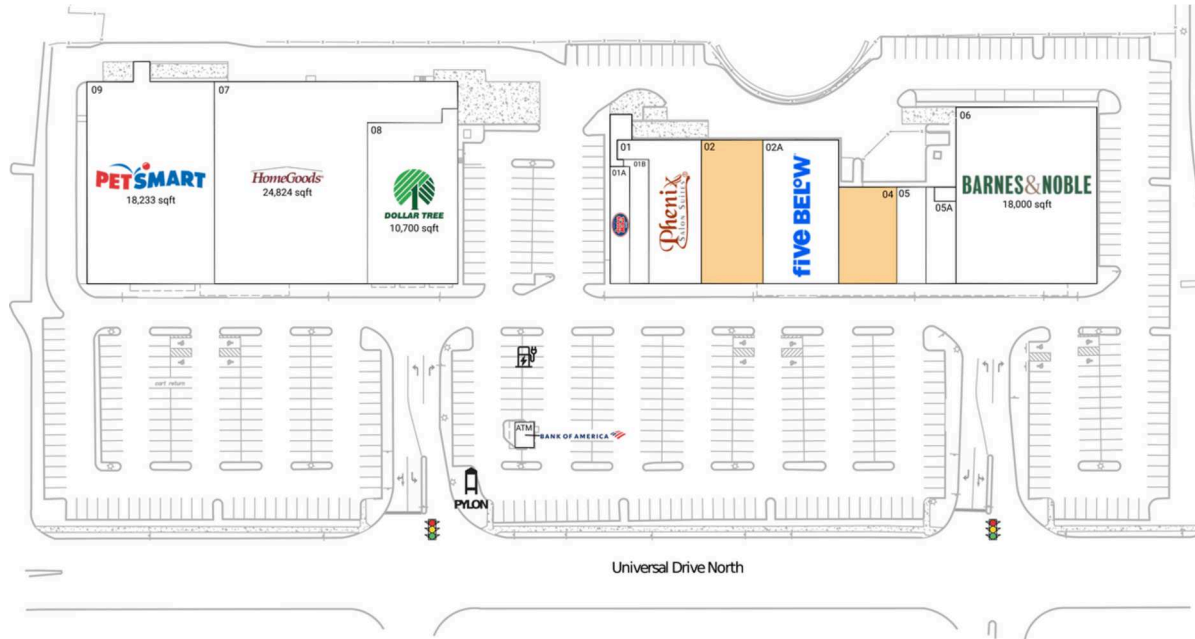 09
07
08
PETSMART
18,233 sqft
HomeGoods
24,824 sqft
DOLLAR TREE
10,700 sqft
01
01A
01B
Phenix
Salon Suites
02
02A
five BELOW
04
05
05A
06
BARNES&NOBLE
18,000 sqft
cart return
ATM
BANK OF AMERICA
PYLON
Universal Drive North